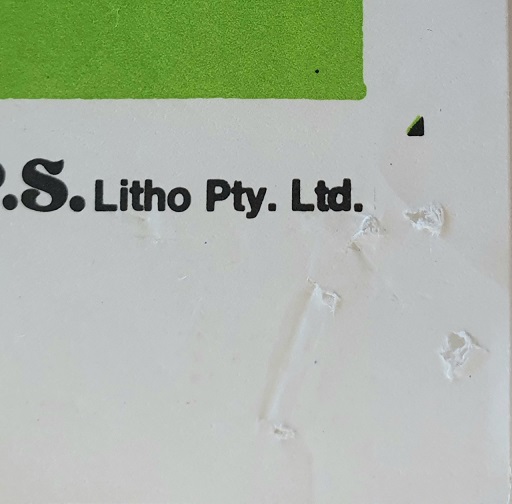 .S. Litho Pty. Ltd.